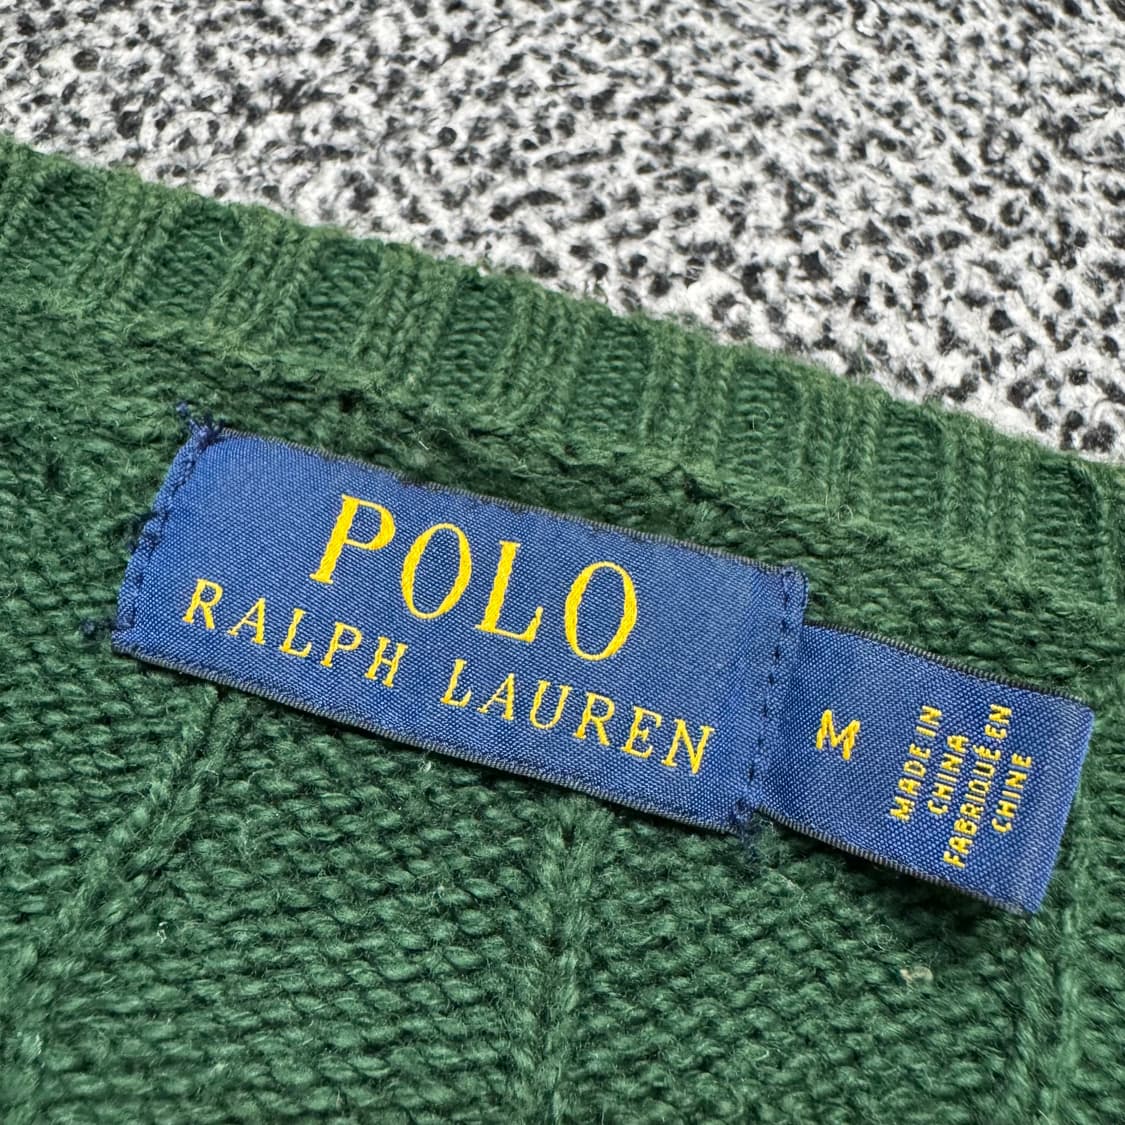 POLO
RALPH LAUREN
M
MADE IN
CHINA
FABRIQUÉ EN
CHINE